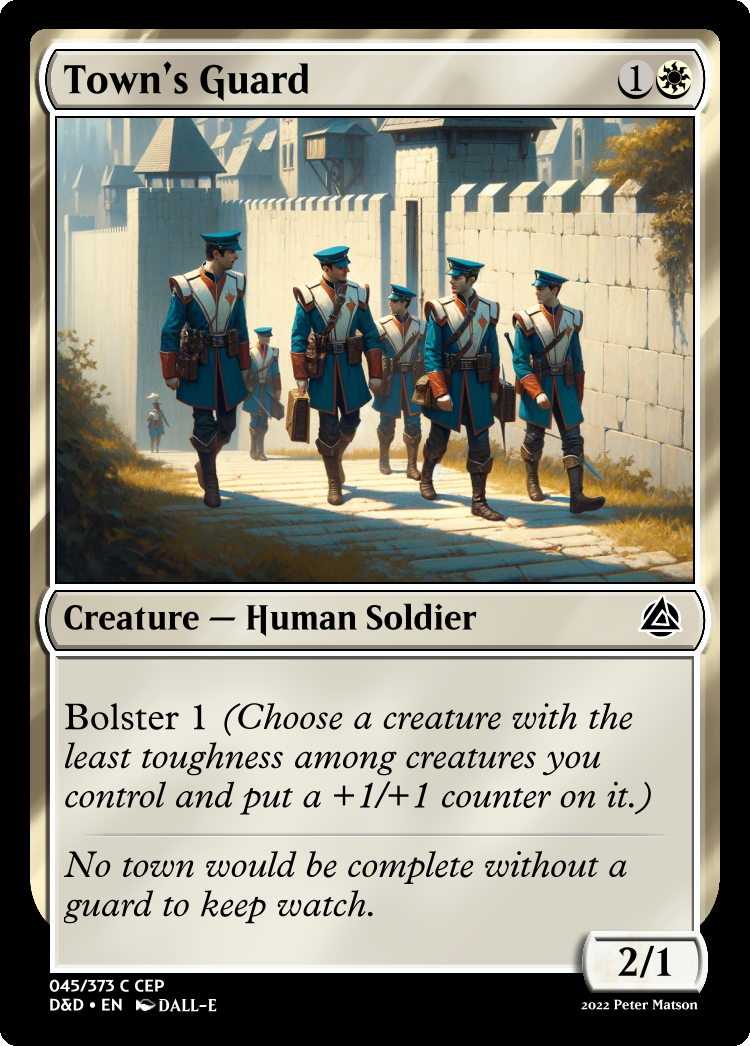 Town's Guard 1
Creature — Human Soldier
Bolster 1 (Choose a creature with the
least toughness among creatures you
control and put a +1/+1 counter on it.)
No town would be complete without a
guard to keep watch.
2/1
045/373 C CEP
D&D • EN DALL-E
2022 Peter Matson